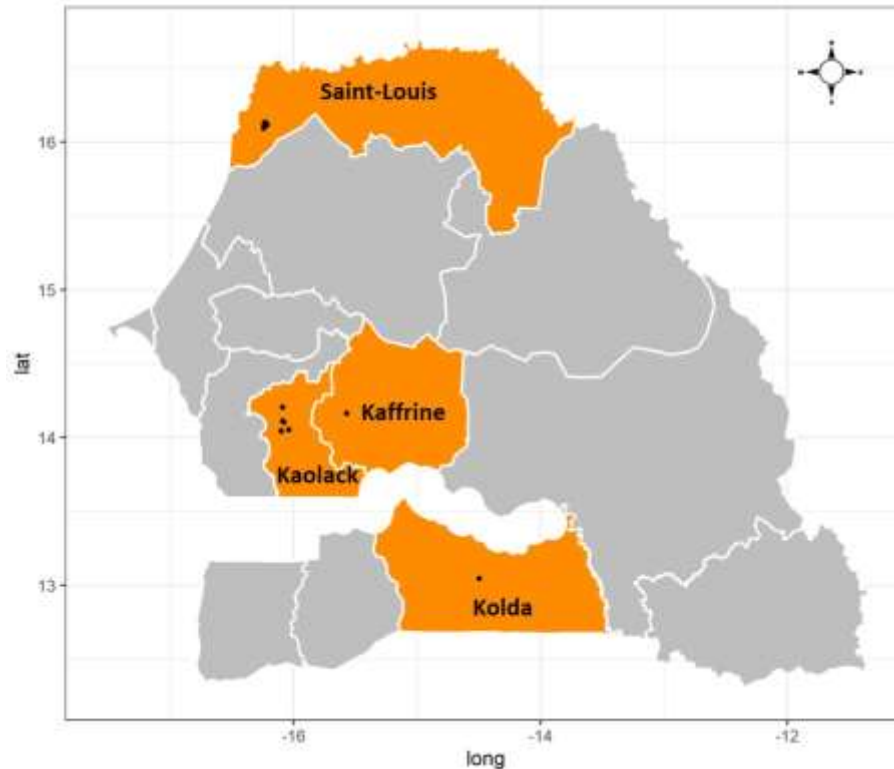 Saint-Louis
16
15
lat
Kaffrine
14
Kaolack
13
Kolda
-16
-14
-12
long